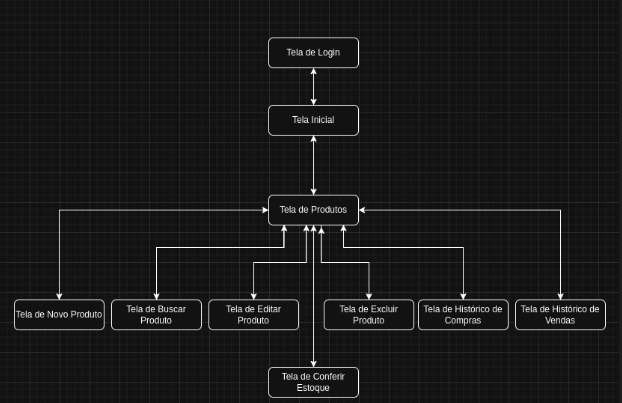 Tela de Login
Tela Inicial
Tela de Produtos
Tela de Novo Produto
Tela de Buscar
Produto
Tela de Editar
Produto
Tela de Excluir
Produto
Tela de Histórico de
Compras
Tela de Histórico de
Vendas
Tela de Conferir
Estoque